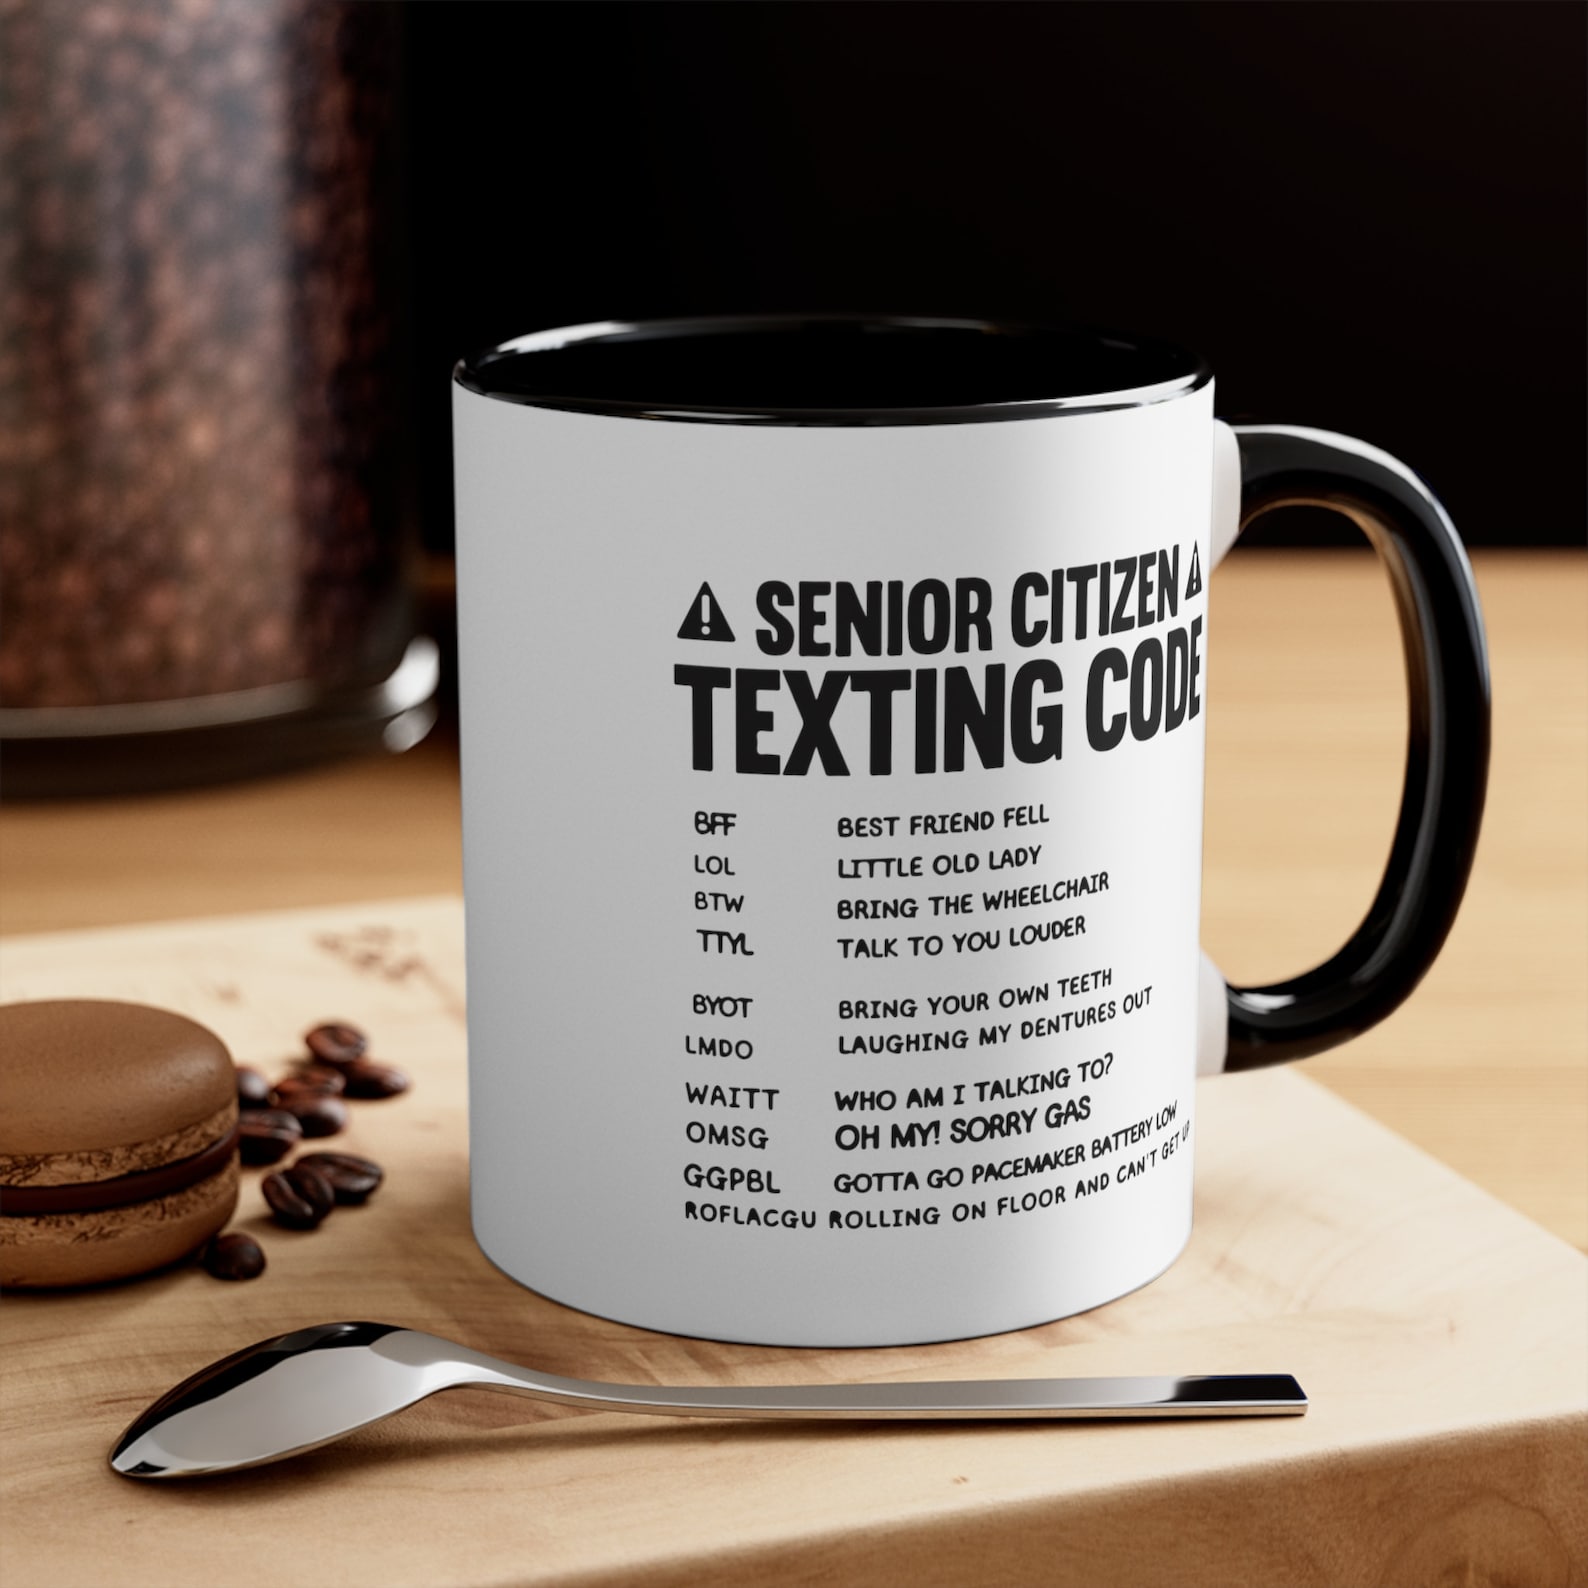 SENIOR CITIZEN
TEXTING CODE
BFF BEST FRIEND FELL
LOL LITTLE OLD LADY
BTW BRING THE WHEELCHAIR
TTYL TALK TO YOU LOUDER
BYOT BRING YOUR OWN TEETH
LMDO LAUGHING MY DENTURES OUT
WAITT WHO AM I TALKING TO?
OMSG OH MY! SORRY GAS
GGPBL GOTTA GO PACEMAKER BATTERY LOW
ROFLACGU ROLLING ON FLOOR AND CAN'T GET UP